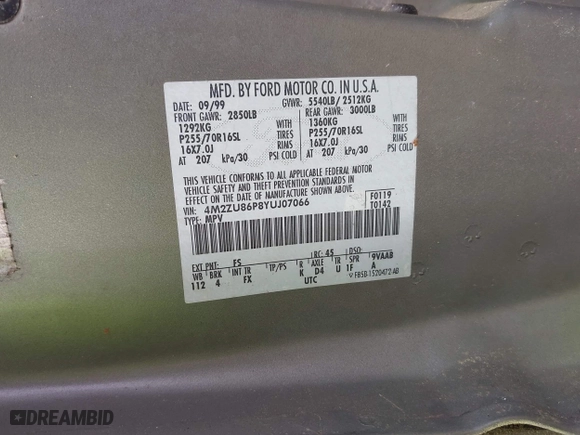 MFD. BY FORD MOTOR CO. IN U.S.A.
DATE: 09/99 GVWR: 5540LB/ 2512KG
FRONT GAWR: 2850LB REAR GAWR: 3000LB
1292KG WITH 1360KG WITH
P255/70R16SL TIRES P255/70R16SL TIRES
16X7.0J RIMS 16X7.0J RIMS
AT 207 kPa/30 PSI COLD AT 207 kPa/30 PSI COLD
THIS VEHICLE CONFORMS TO ALL APPLICABLE FEDERAL MOTOR
VEHICLE SAFETY AND THEFT PREVENTION STANDARDS IN
EFFECT ON THE DATE OF MANUFACTURE SHOWN ABOVE.
VIN: 4M2ZU86P8YUJ07066 F0119
TYPE: MPV T0142
EXT PNT: FS RC: 45 DSO:
WB BRK INT TR TP/PS R AXLE TR SPR 9VAAB
112 4 FX K D4 U 1F A
UTC F85B 1520472 AB
DREAMBID